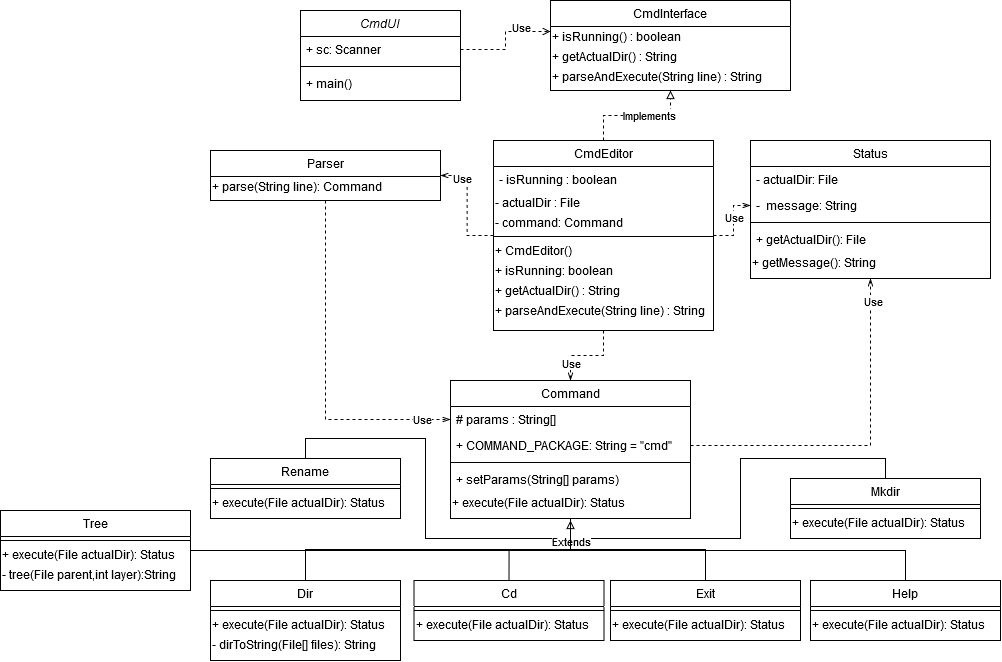 CmdUI
+ sc: Scanner
+ main()
Use
CmdInterface
+ isRunning() : boolean
+ getActualDir() : String
+ parseAndExecute(String line) : String
Implements
Parser
+ parse(String line): Command
Use
CmdEditor
- isRunning : boolean
- actualDir : File
- command: Command
+ CmdEditor()
+ isRunning: boolean
+ getActualDir() : String
+ parseAndExecute(String line) : String
Use
Status
- actualDir: File
- message: String
+ getActualDir(): File
+ getMessage(): String
Use
Use
Use
Command
# params : String[]
+ COMMAND_PACKAGE: String = "cmd"
+ setParams(String[] params)
+ execute(File actualDir): Status
Rename
+ execute(File actualDir): Status
Mkdir
+ execute(File actualDir): Status
Tree
+ execute(File actualDir): Status
- tree(File parent,int layer):String
Extends
Dir
+ execute(File actualDir): Status
- dirToString(File[] files): String
Cd
+ execute(File actualDir): Status
Exit
+ execute(File actualDir): Status
Help
+ execute(File actualDir): Status